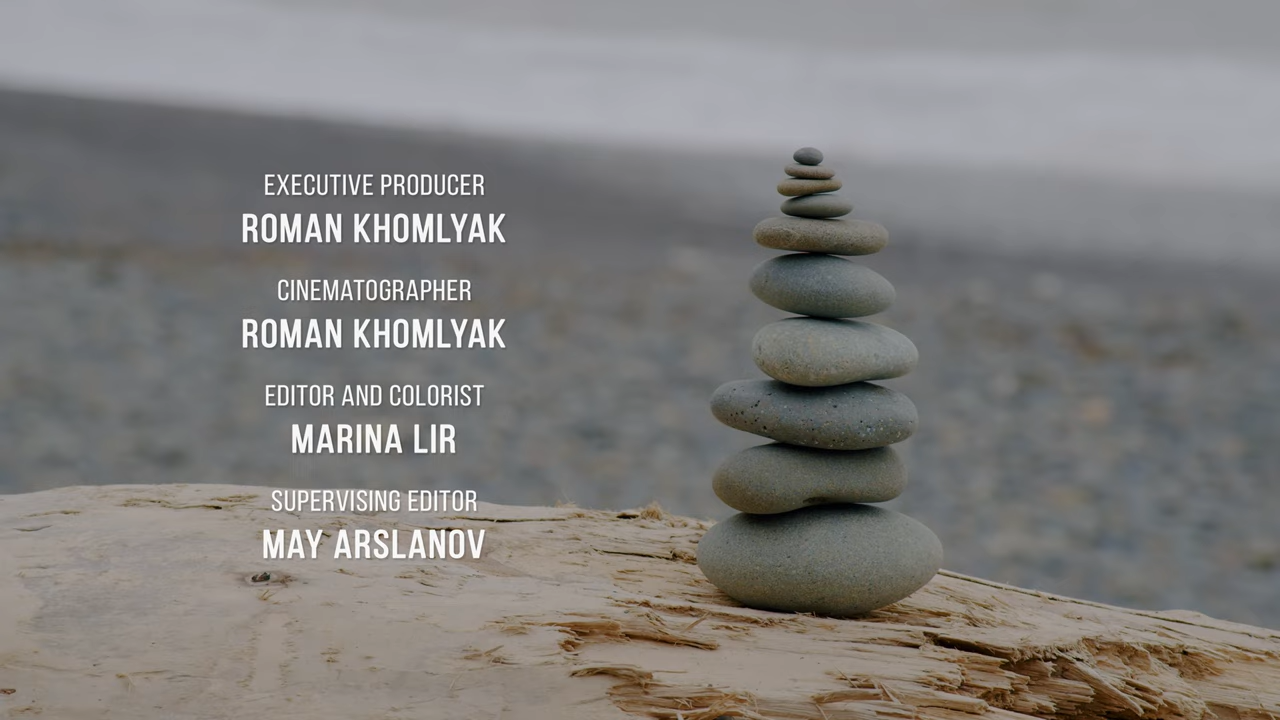 EXECUTIVE PRODUCER
ROMAN KHOMLYAK
CINEMATOGRAPHER
ROMAN KHOMLYAK
EDITOR AND COLORIST
MARINA LIR
SUPERVISING EDITOR
MAY ARSLANOV